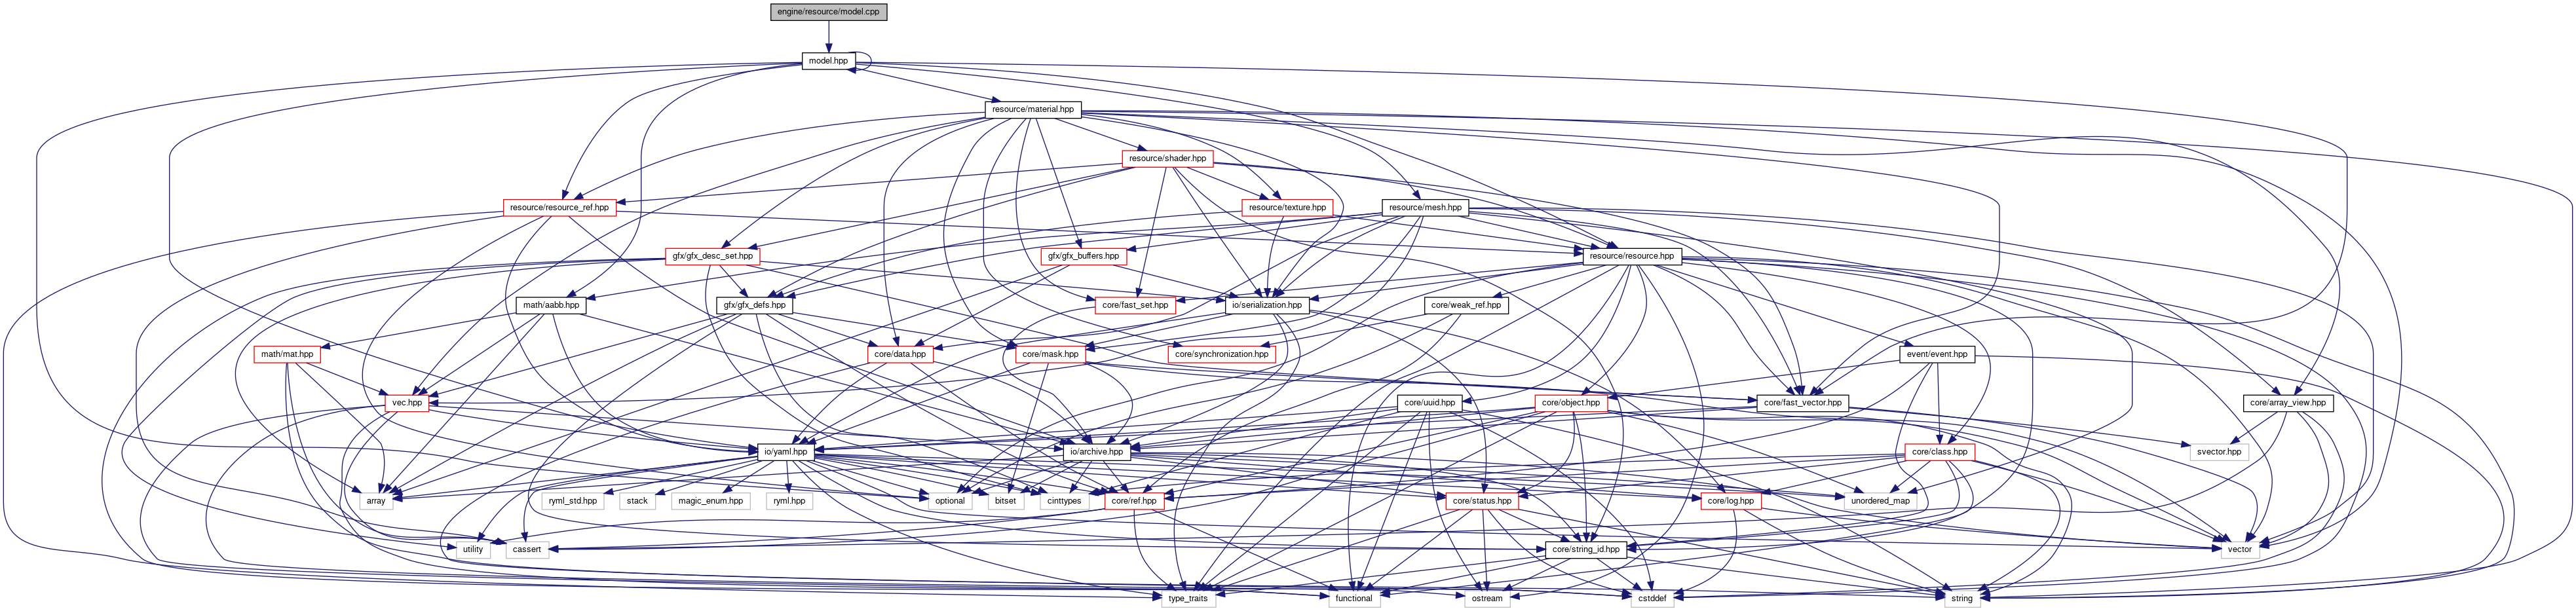 engine/resource/model.cpp
model.hpp
resource/material.hpp
resource/shader.hpp
resource/resource_ref.hpp
resource/texture.hpp
resource/mesh.hpp
gfx/gfx_desc_set.hpp
gfx/gfx_buffers.hpp
resource/resource.hpp
math/aabb.hpp
gfx/gfx_defs.hpp
core/fast_set.hpp
io/serialization.hpp
core/weak_ref.hpp
math/mat.hpp
core/data.hpp
core/mask.hpp
core/synchronization.hpp
event/event.hpp
vec.hpp
core/uuid.hpp
core/object.hpp
core/fast_vector.hpp
core/array_view.hpp
io/yaml.hpp
io/archive.hpp
core/class.hpp
svector.hpp
array
ryml_std.hpp
stack
magic_enum.hpp
ryml.hpp
optional
bitset
cinttypes
core/ref.hpp
core/status.hpp
core/log.hpp
unordered_map
utility
cassert
core/string_id.hpp
vector
type_traits
functional
ostream
cstddef
string